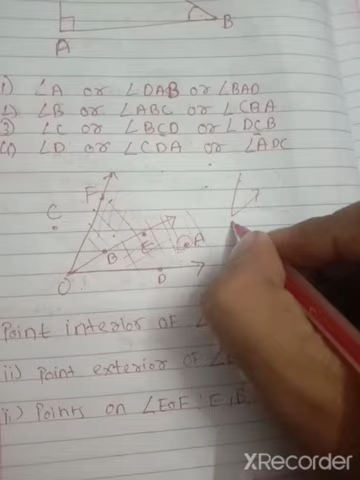 A
B
1) ∠A or ∠DAB or ∠BAD
2) ∠B or ∠ABC or ∠CBA
3) ∠C or ∠BCD or ∠DCB
4) ∠D or ∠CDA or ∠ADC
F
C
B
E
A
O
D
Point interior of ∠
ii) Point exterior of ∠
Points on ∠EOF : E, B,
XRecorder